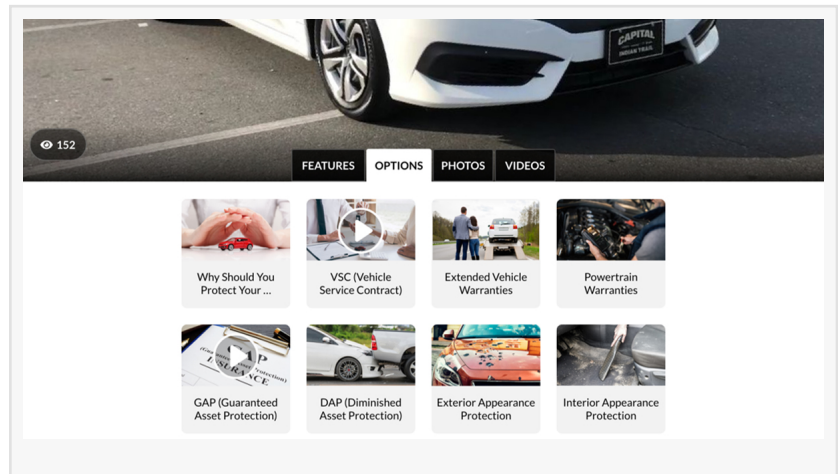 CAPITAL
INDIAN TRAIL
152
FEATURES
OPTIONS
PHOTOS
VIDEOS
Why Should You
Protect Your ...
VSC (Vehicle
Service Contract)
Extended Vehicle
Warranties
Powertrain
Warranties
INSURANCE
GAP (Guaranteed
Asset Protection)
DAP (Diminished
Asset Protection)
Exterior Appearance
Protection
Interior Appearance
Protection